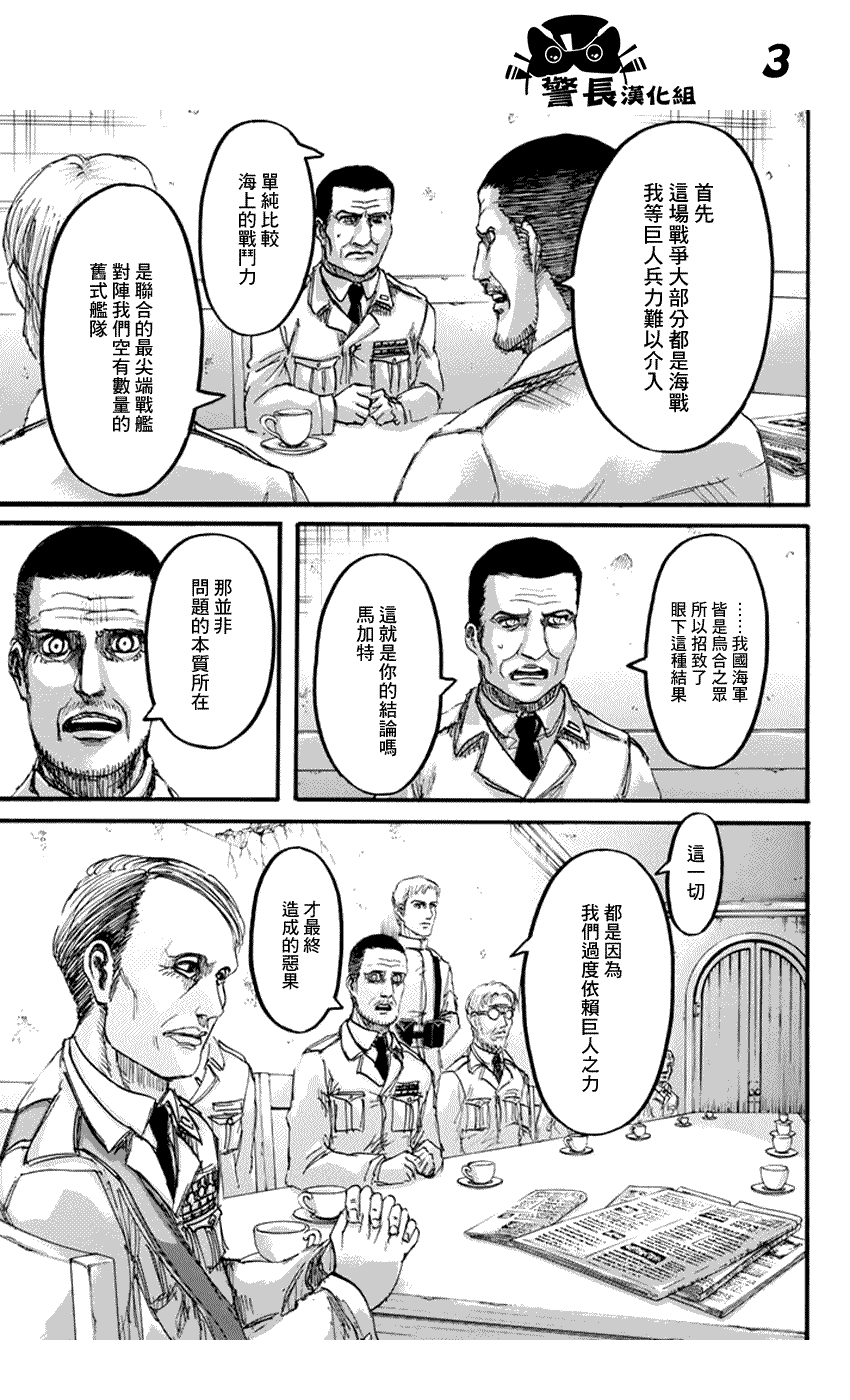 警長漢化組
3
首先
這場戰爭大部分都是海戰
我等巨人兵力難以介入
單純比較
海上的戰鬥力
是聯合的最尖端戰艦
對陣我們空有數量的
舊式艦隊
……我國海軍
皆是烏合之眾
所以招致了
眼下這種結果
這就是你的結論嗎
馬加特
那並非
問題的本質所在
這一切
都是因為
我們過度依賴巨人之力
才最終
造成的惡果